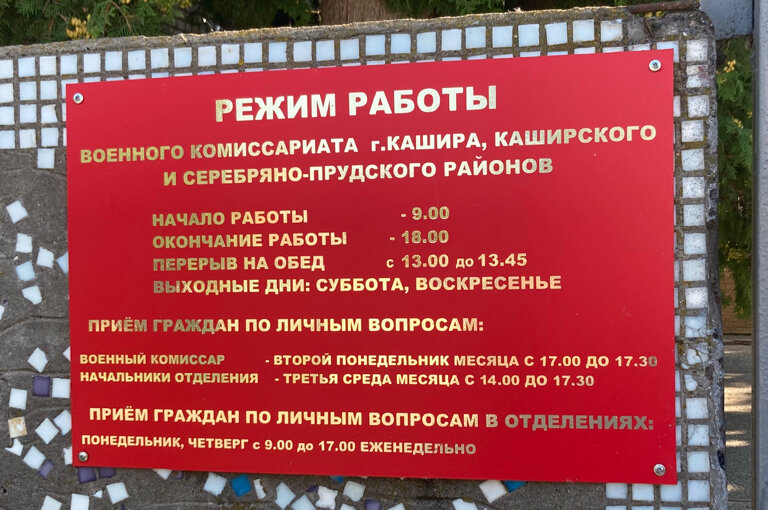 РЕЖИМ РАБОТЫ
ВОЕННОГО КОМИССАРИАТА г.КАШИРА, КАШИРСКОГО
И СЕРЕБРЯНО-ПРУДСКОГО РАЙОНОВ
НАЧАЛО РАБОТЫ - 9.00
ОКОНЧАНИЕ РАБОТЫ - 18.00
ПЕРЕРЫВ НА ОБЕД с 13.00 до 13.45
ВЫХОДНЫЕ ДНИ: СУББОТА, ВОСКРЕСЕНЬЕ
ПРИЁМ ГРАЖДАН ПО ЛИЧНЫМ ВОПРОСАМ:
ВОЕННЫЙ КОМИССАР - ВТОРОЙ ПОНЕДЕЛЬНИК МЕСЯЦА С 17.00 ДО 17.30
НАЧАЛЬНИКИ ОТДЕЛЕНИЯ - ТРЕТЬЯ СРЕДА МЕСЯЦА С 14.00 ДО 17.30
ПРИЁМ ГРАЖДАН ПО ЛИЧНЫМ ВОПРОСАМ В ОТДЕЛЕНИЯХ:
ПОНЕДЕЛЬНИК, ЧЕТВЕРГ с 9.00 до 17.00 ЕЖЕНЕДЕЛЬНО